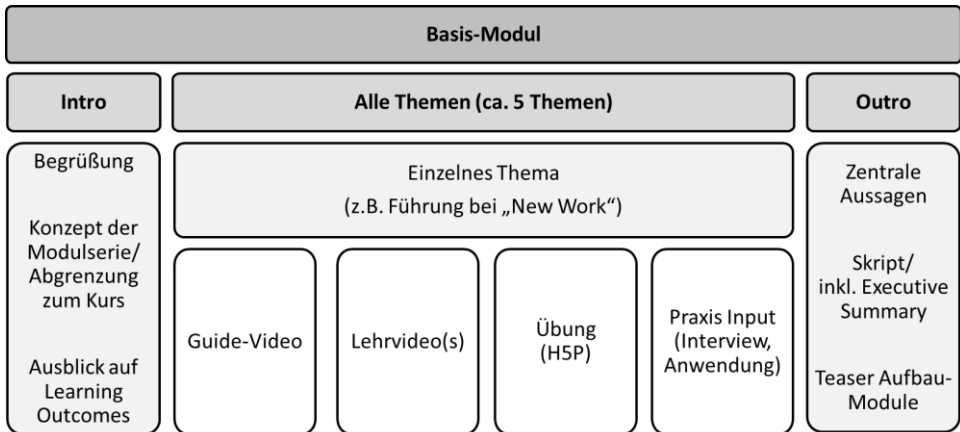 Basis-Modul
Intro
Alle Themen (ca. 5 Themen)
Outro
Begrüßung
Konzept der
Modulserie/
Abgrenzung
zum Kurs
Ausblick auf
Learning
Outcomes
Einzelnes Thema
(z.B. Führung bei „New Work“)
Guide-Video
Lehrvideo(s)
Übung
(H5P)
Praxis Input
(Interview,
Anwendung)
Zentrale
Aussagen
Skript/
inkl. Executive
Summary
Teaser Aufbau-
Module